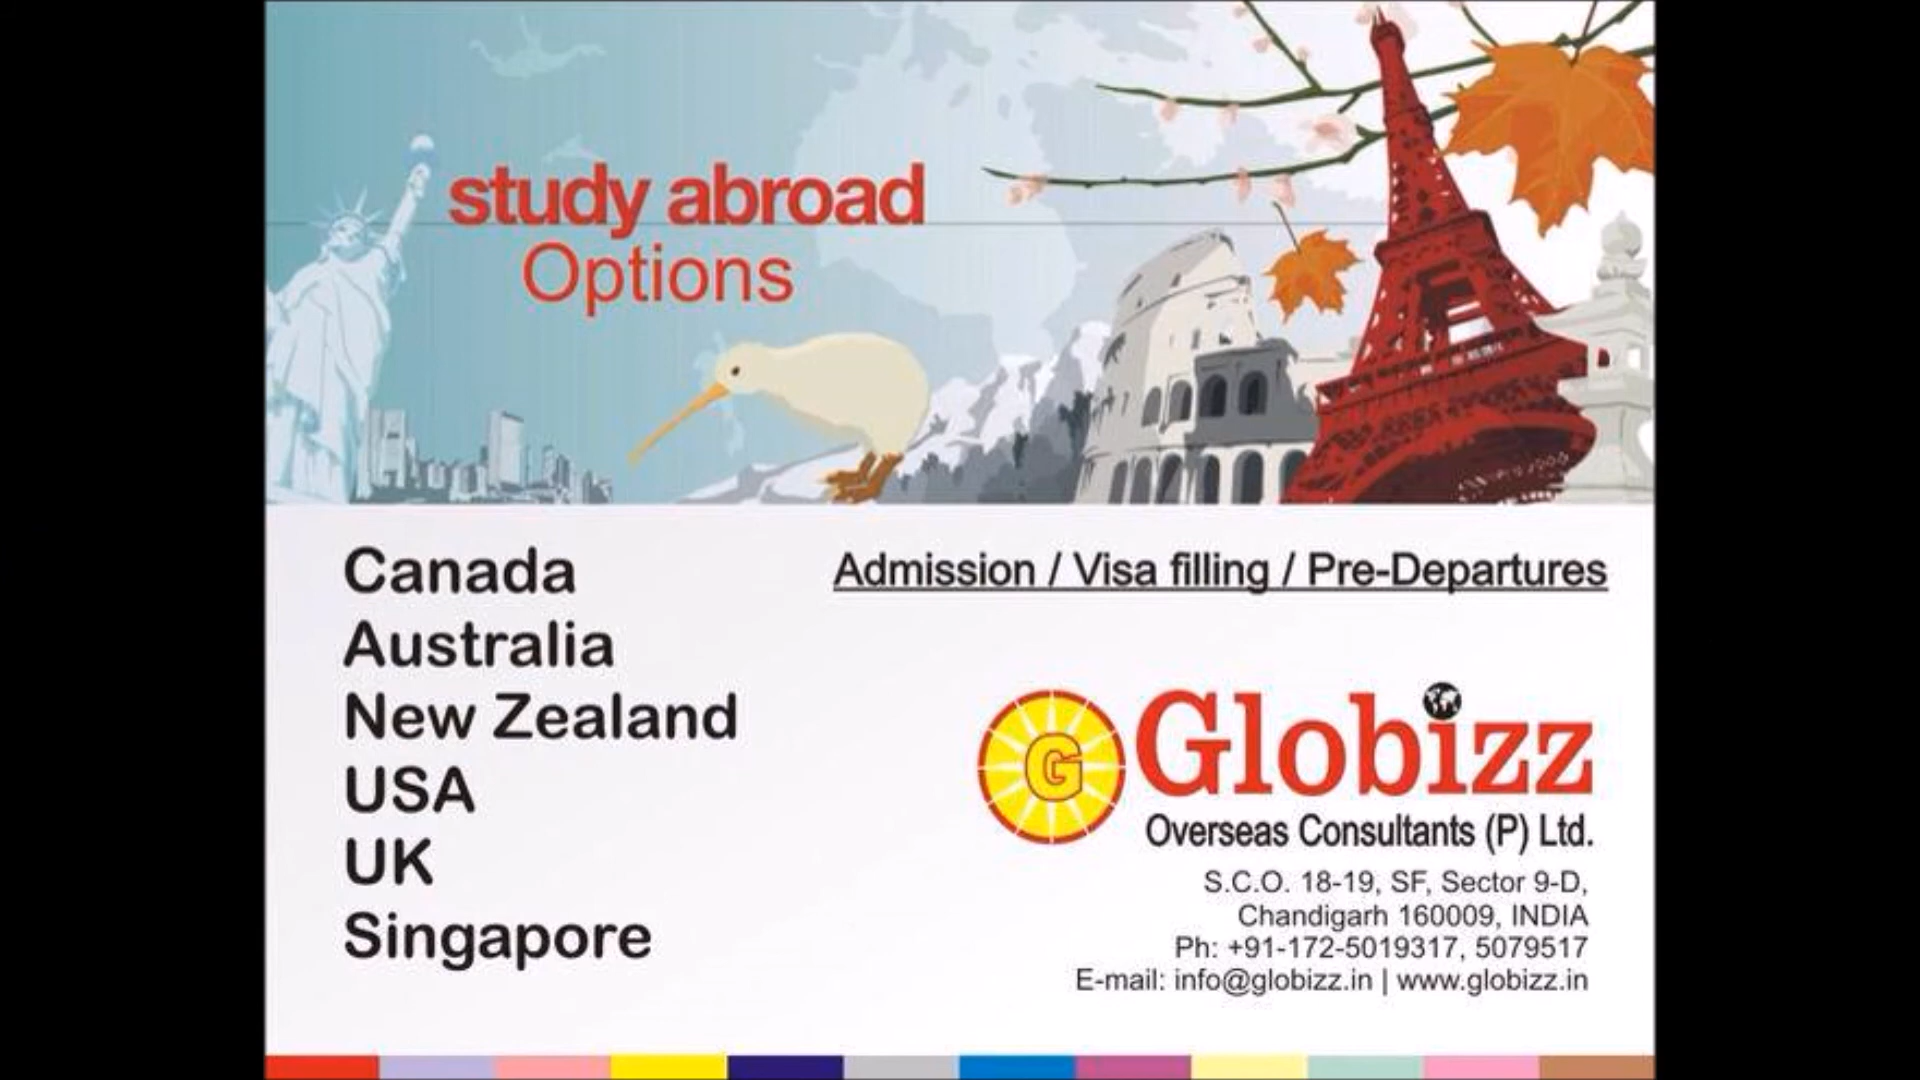 study abroad
Options
Canada
Australia
New Zealand
USA
UK
Singapore
Admission / Visa filling / Pre-Departures
G Globizz
Overseas Consultants (P) Ltd.
S.C.O. 18-19, SF, Sector 9-D,
Chandigarh 160009, INDIA
Ph: +91-172-5019317, 5079517
E-mail: info@globizz.in | www.globizz.in